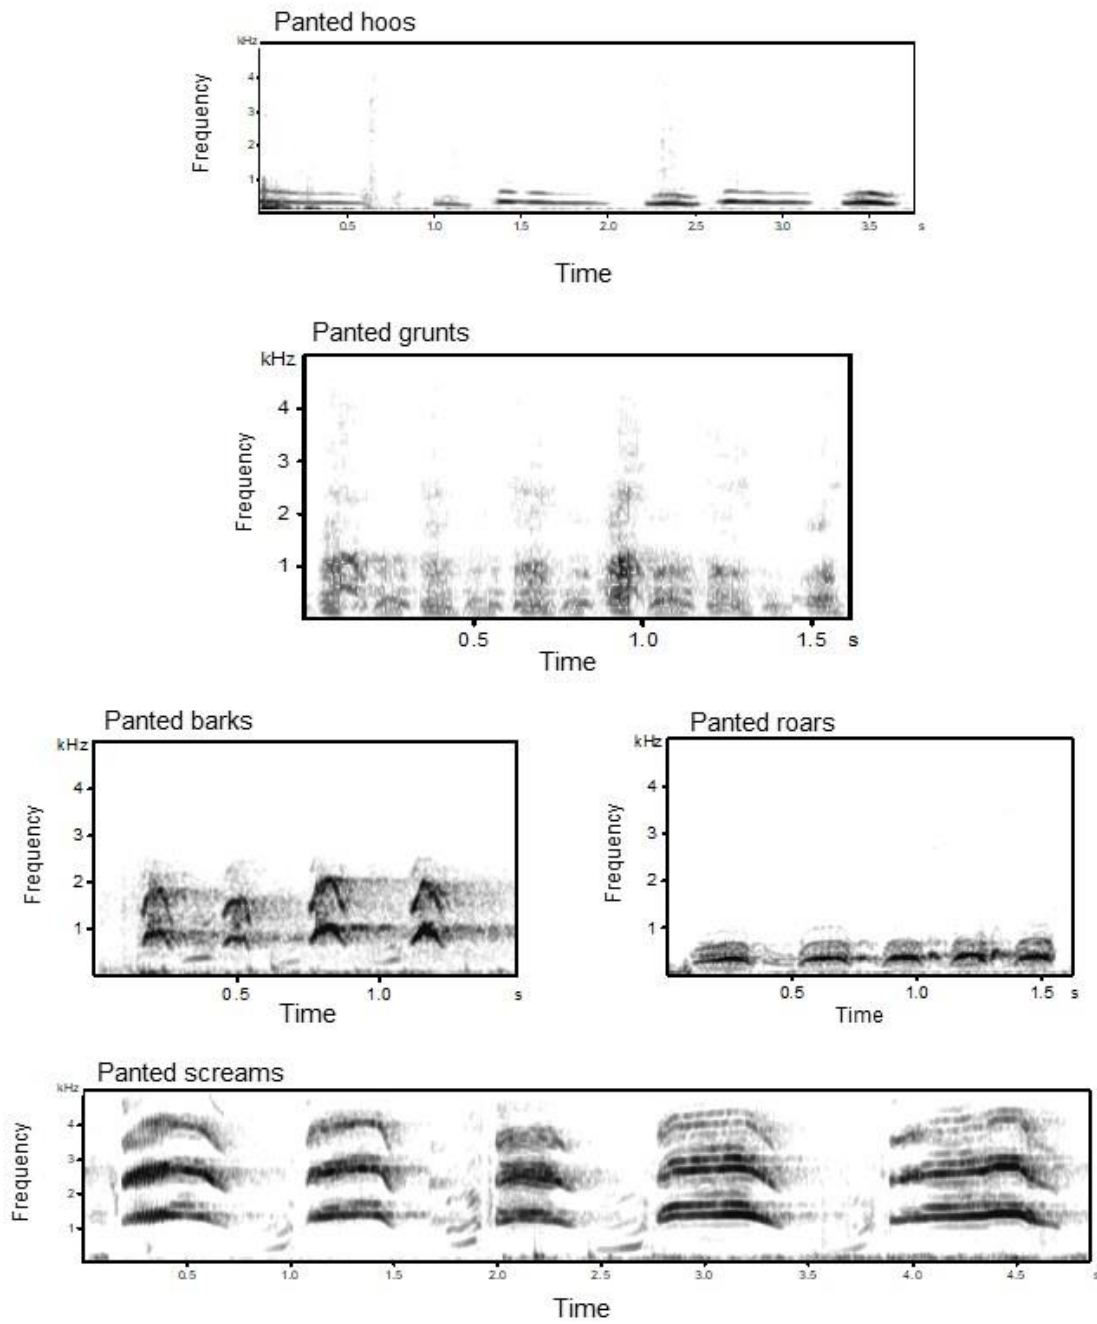 Panted hoos
kHz
Frequency
4
3
2
1
0.5 1.0 1.5 2.0 2.5 3.0 3.5 s
Time
Panted grunts
kHz
Frequency
4
3
2
1
0.5 1.0 1.5 s
Time
Panted barks
kHz
Frequency
4
3
2
1
0.5 1.0 s
Time
Panted roars
kHz
Frequency
4
3
2
1
0.5 1.0 1.5 s
Time
Panted screams
kHz
Frequency
4
3
2
1
0.5 1.0 1.5 2.0 2.5 3.0 3.5 4.0 4.5 s
Time